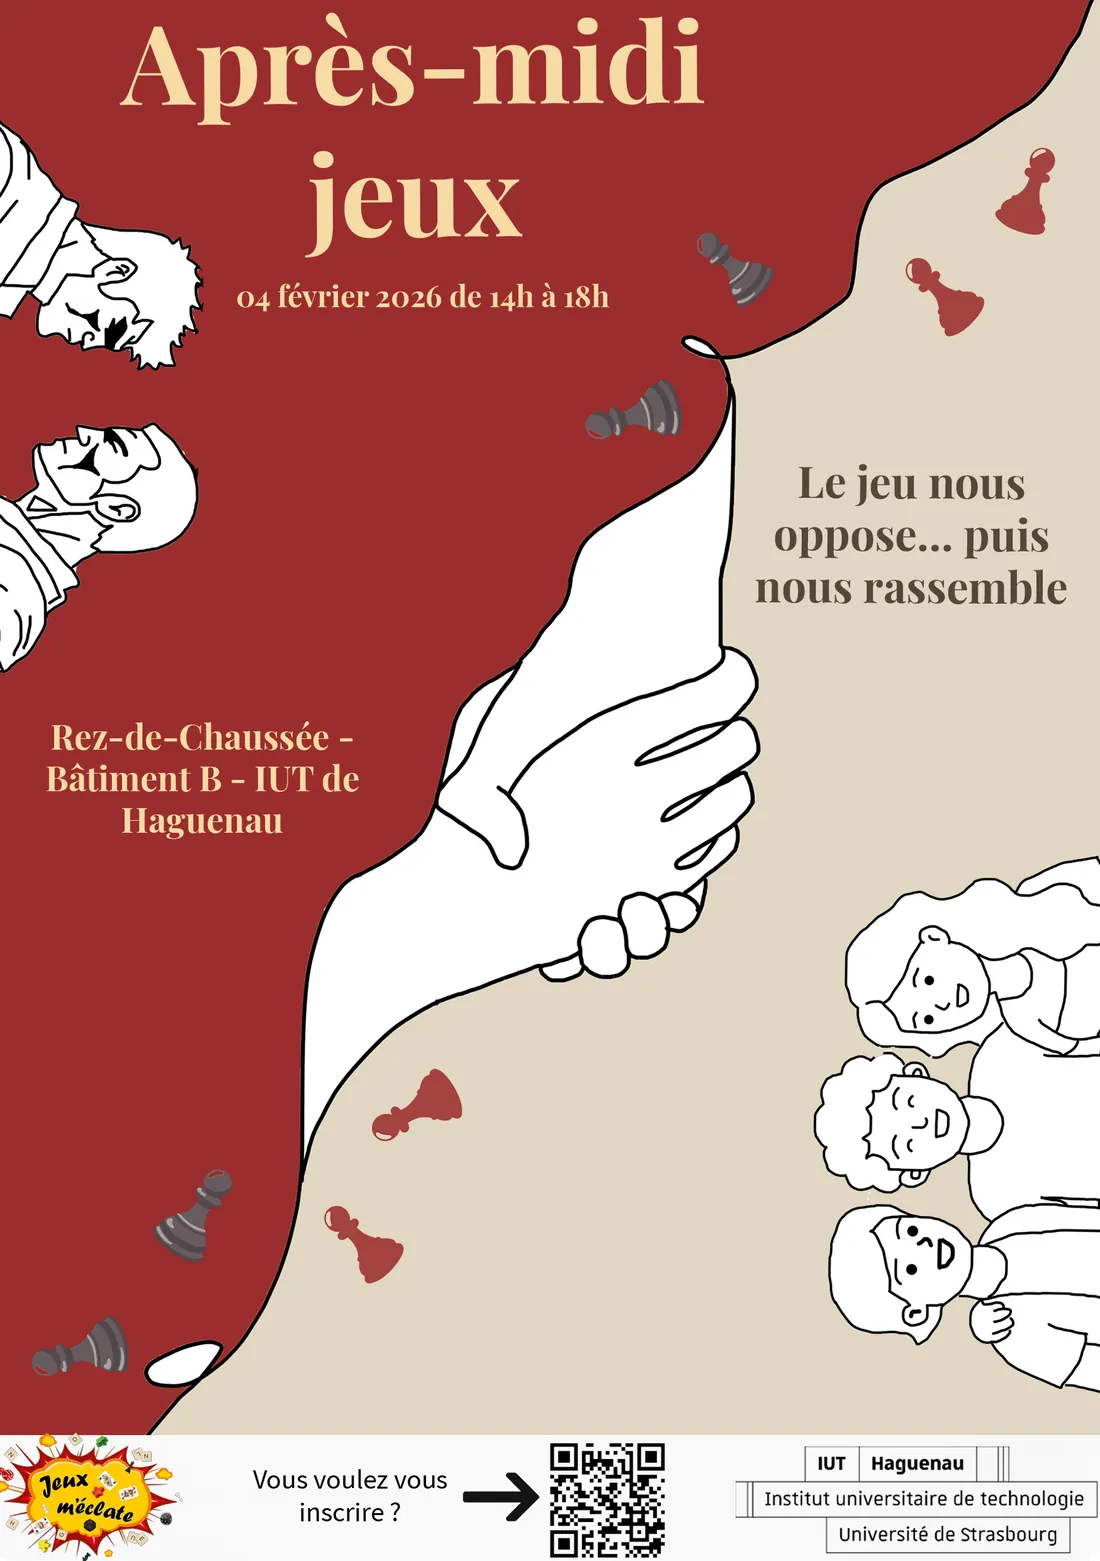 Après-midi
jeux
04 février 2026 de 14h à 18h
Le jeu nous
oppose... puis
nous rassemble
Rez-de-Chaussée -
Bâtiment B - IUT de
Haguenau
Jeux
m'éclate
Vous voulez vous
inscrire ?
IUT Haguenau
Institut universitaire de technologie
Université de Strasbourg